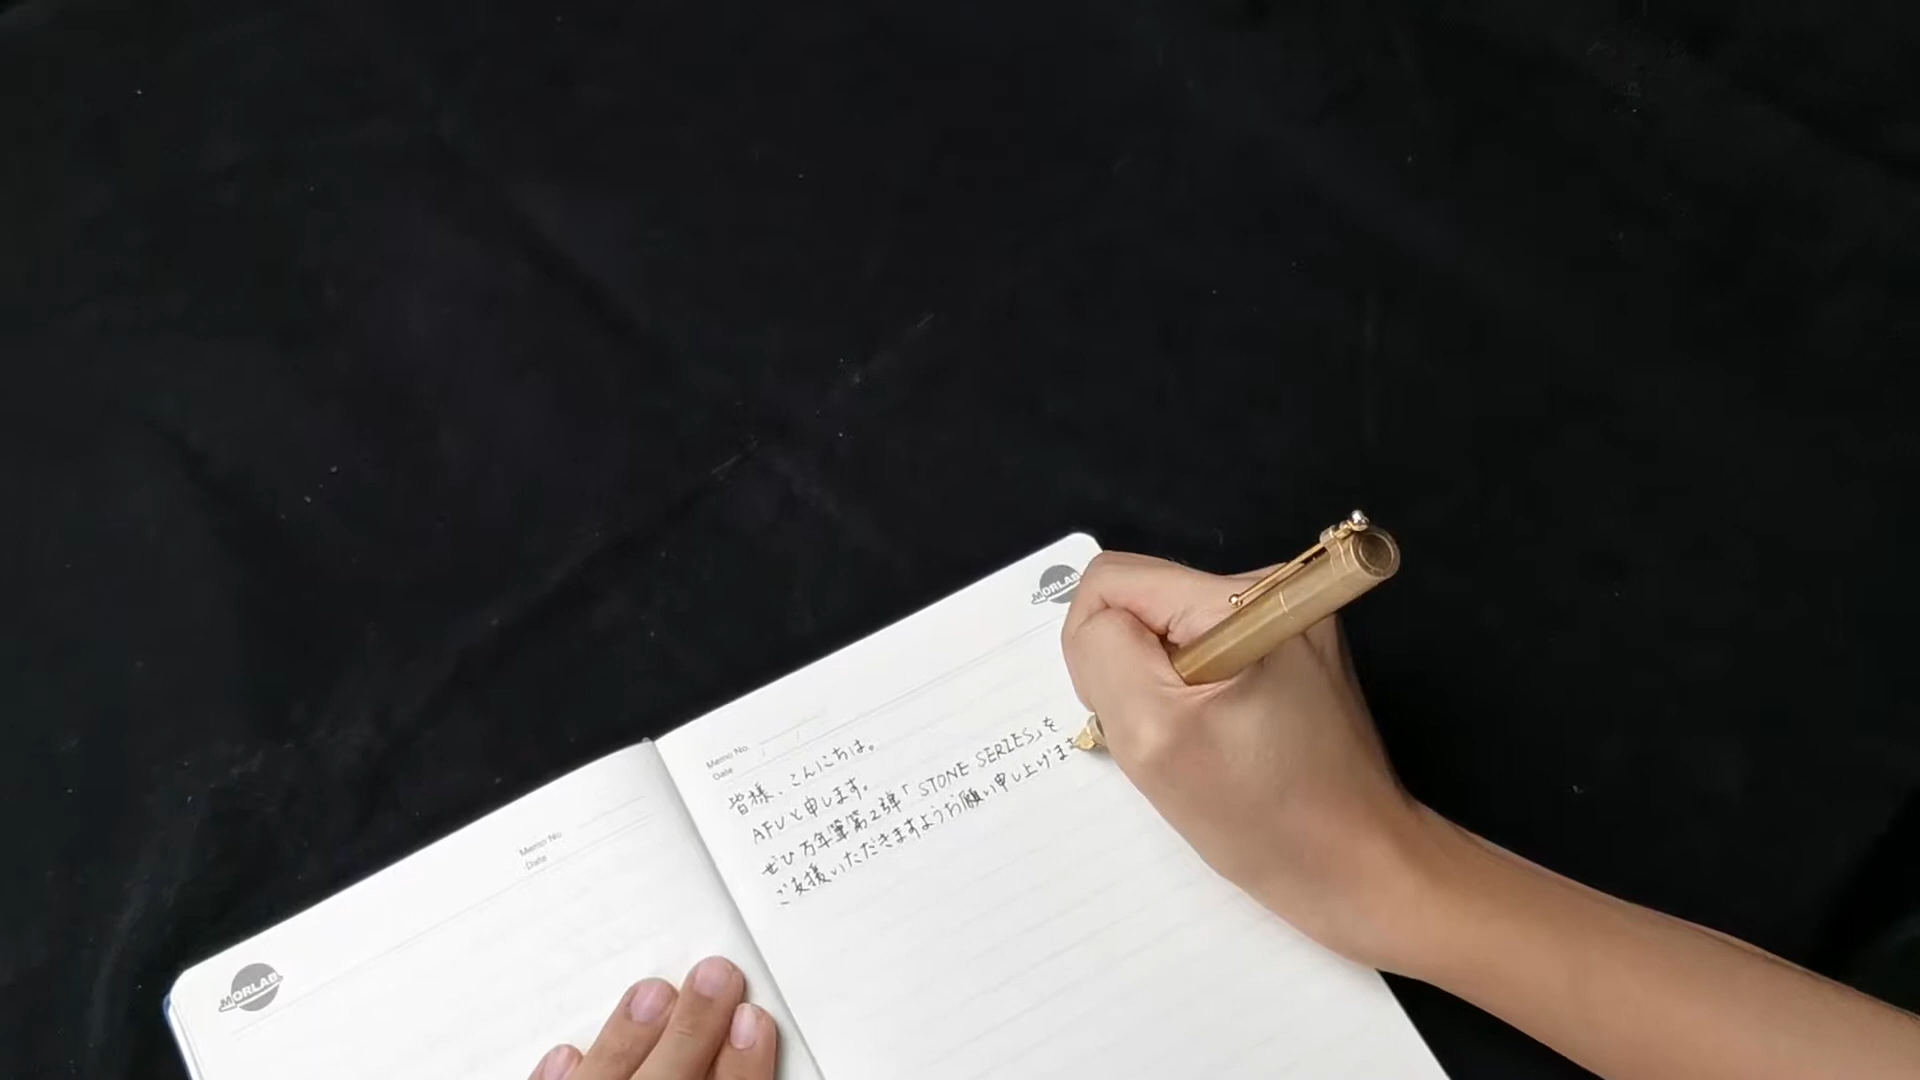 MORLAB
Memo No.
Date
MORLAB
Memo No.
Date
皆様、こんにちは。
AFUと申します。
ぜひ万年筆第2弾「STONE SERIES」を
ご支援いただきますようお願い申し上げま